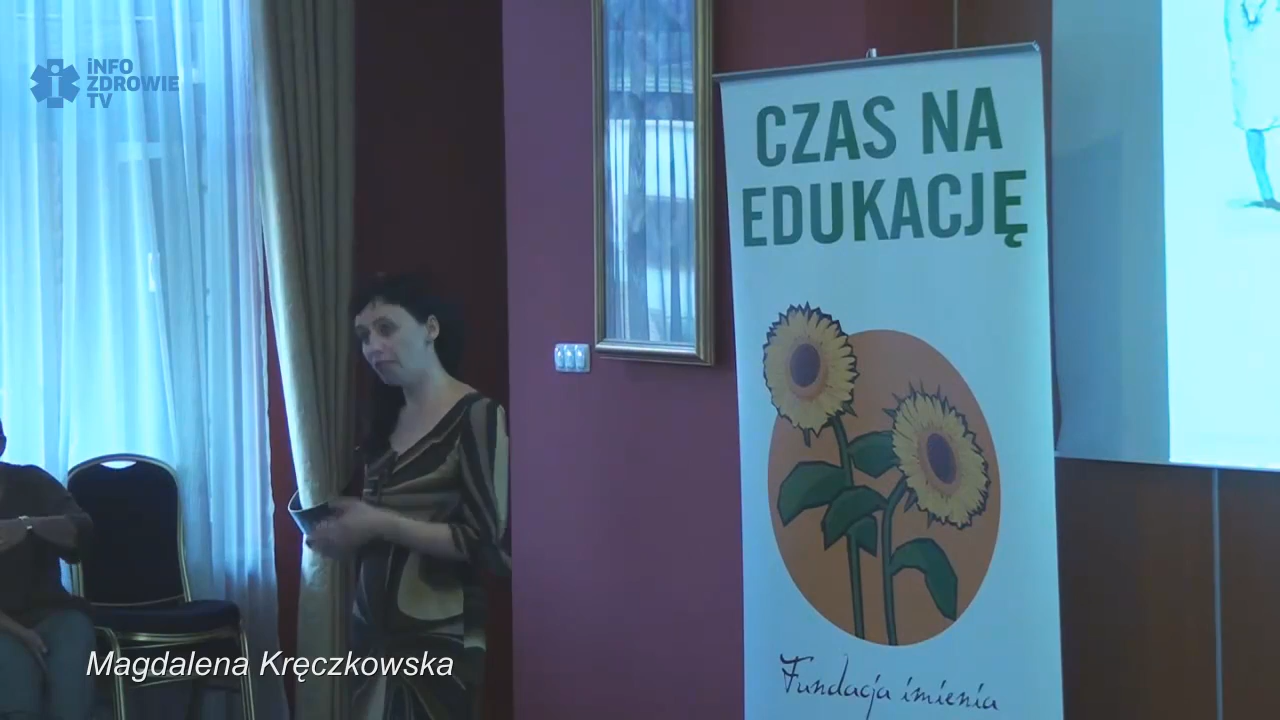 iNFO
ZDROWIE
TV
CZAS NA
EDUKACJĘ
Fundacja imienia
Magdalena Kręczkowska